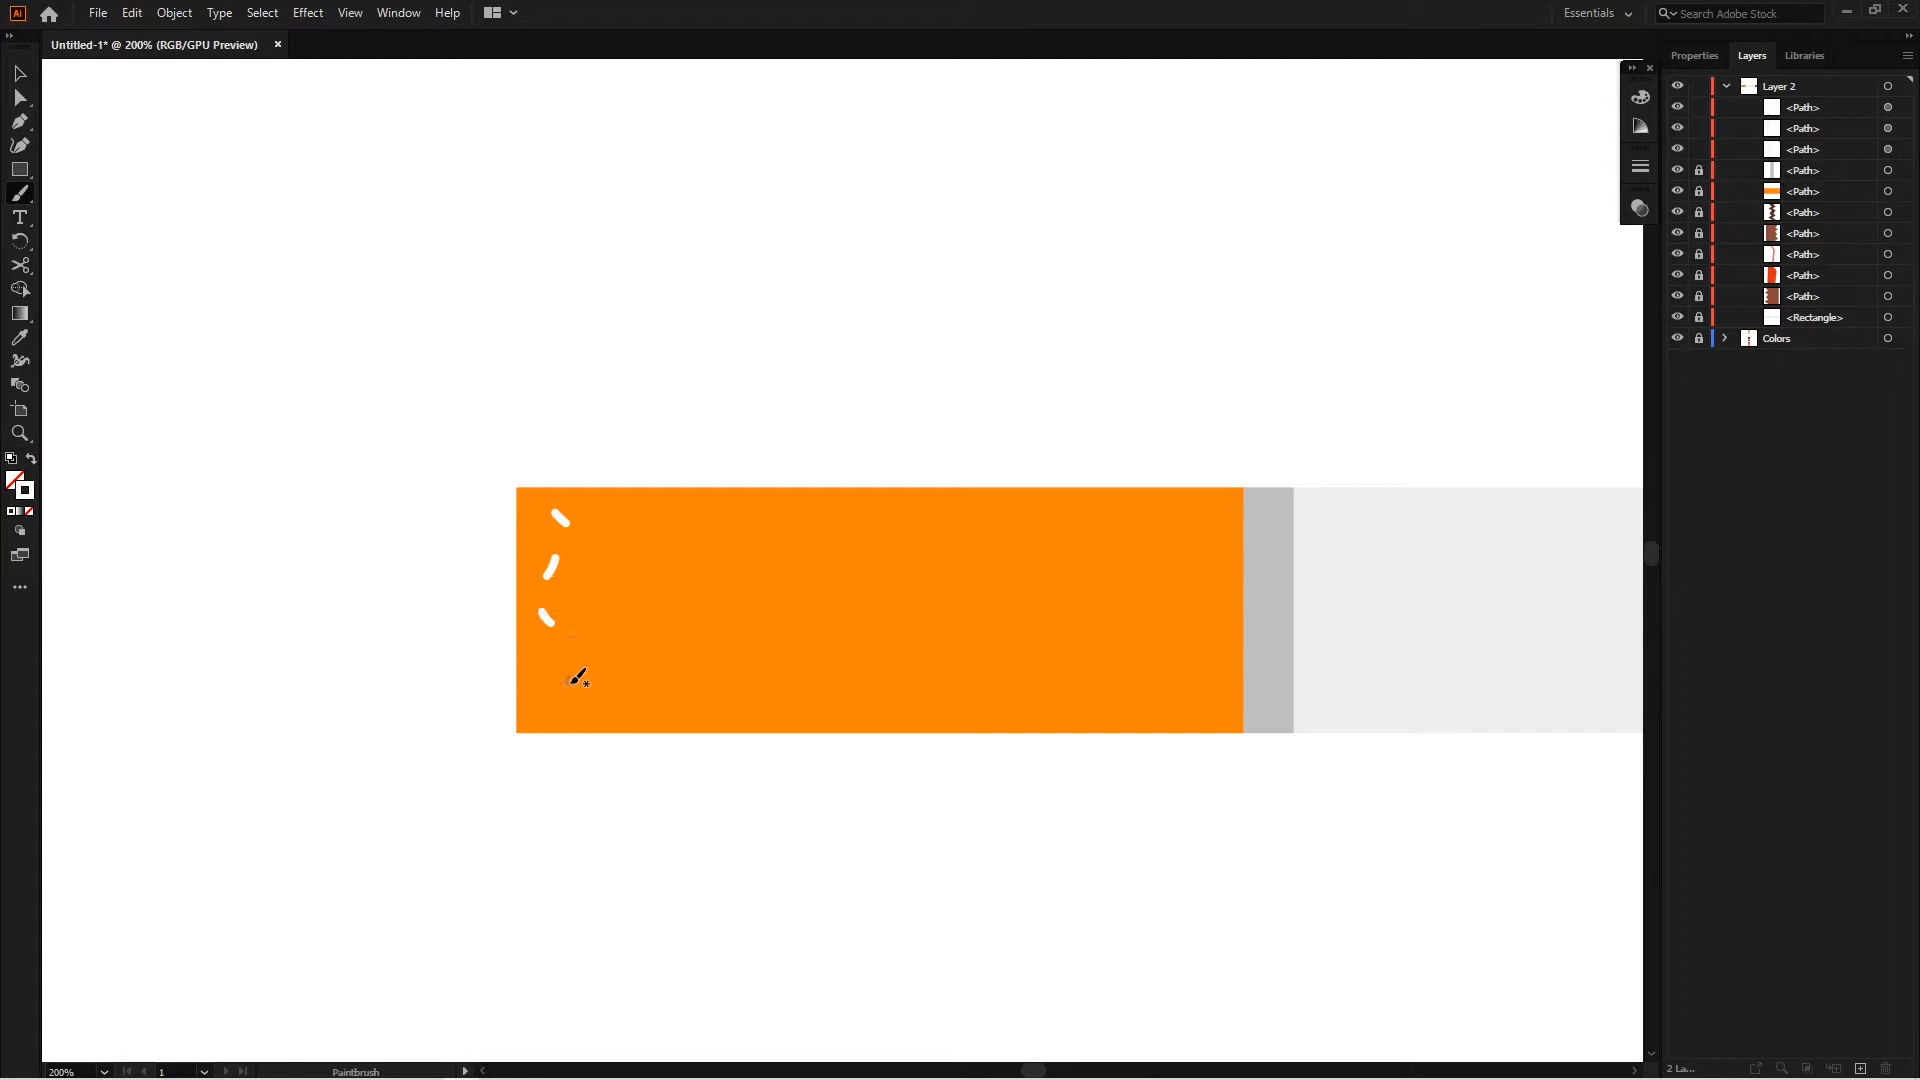 Ai File Edit Object Type Select Effect View Window Help Essentials Search Adobe Stock
Untitled-1* @ 200% (RGB/GPU Preview)
Properties Layers Libraries
Layer 2
<Path>
<Path>
<Path>
<Path>
<Path>
<Path>
<Path>
<Path>
<Path>
<Path>
<Rectangle>
Colors
200% 1 Paintbrush 2 La...